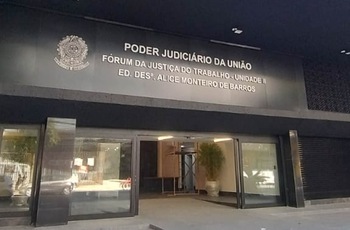 PODER JUDICIÁRIO DA UNIÃO
FÓRUM DA JUSTIÇA DO TRABALHO - UNIDADE II
ED. DESª. ALICE MONTEIRO DE BARROS